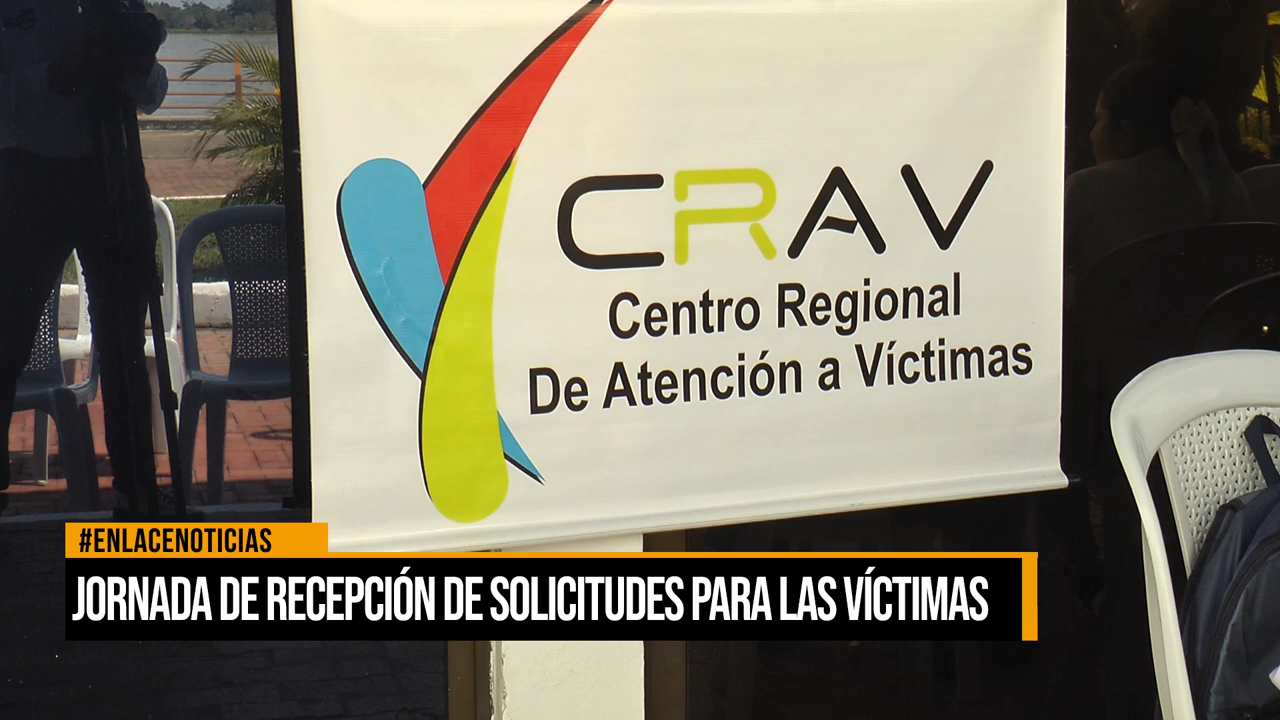 CRAV
Centro Regional
De Atención a Víctimas
#ENLACENOTICIAS
JORNADA DE RECEPCIÓN DE SOLICITUDES PARA LAS VÍCTIMAS